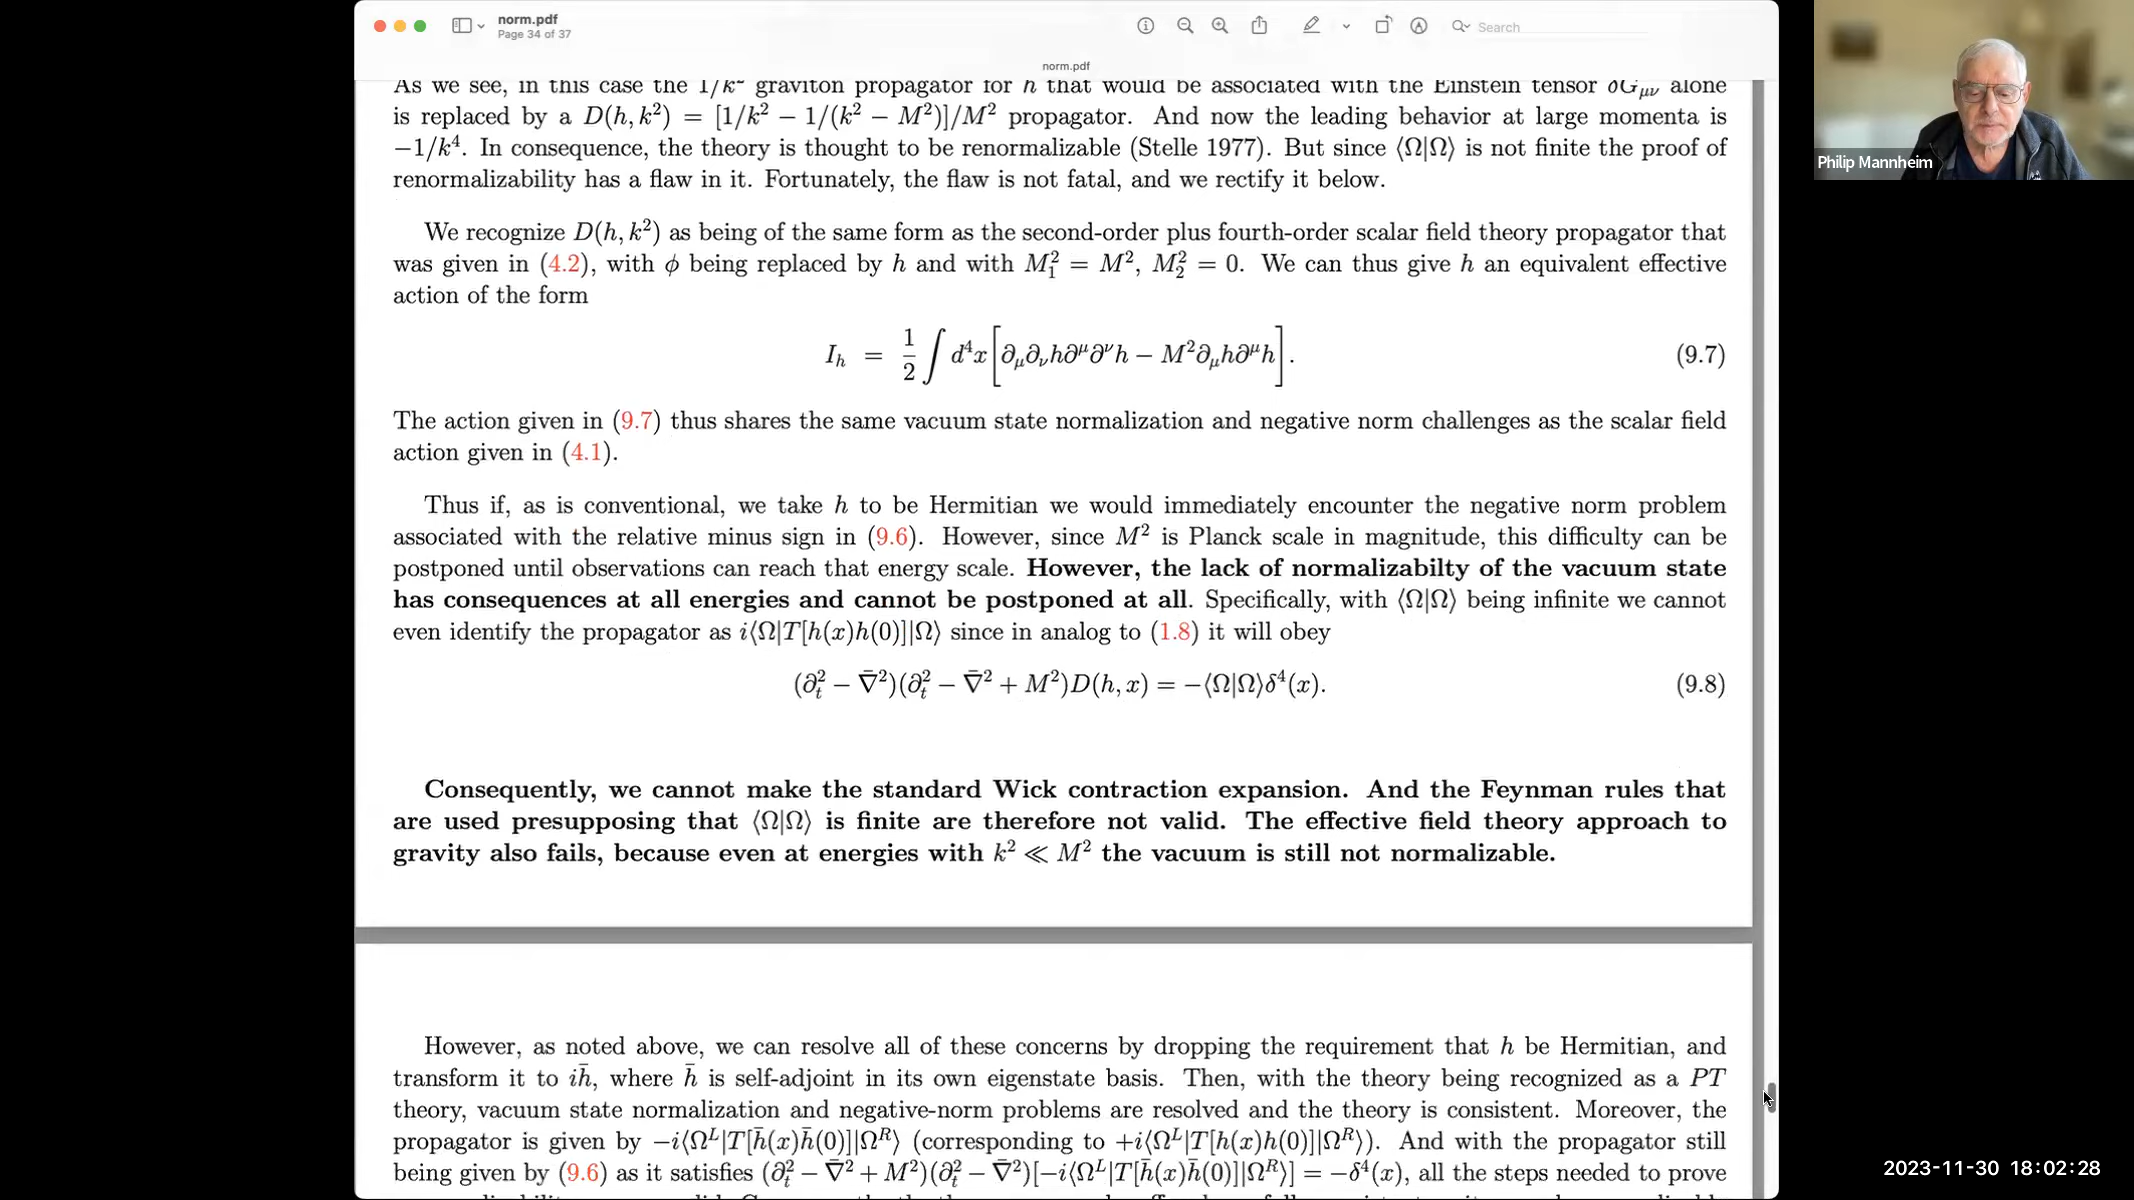 norm.pdf
Page 34 of 37
Search
norm.pdf
As we see, in this case the 1/k² graviton propagator for h that would be associated with the Einstein tensor δG_{μν} alone
is replaced by a D(h, k²) = [1/k² − 1/(k² − M²)]/M² propagator. And now the leading behavior at large momenta is
−1/k⁴. In consequence, the theory is thought to be renormalizable (Stelle 1977). But since ⟨Ω|Ω⟩ is not finite the proof of
renormalizability has a flaw in it. Fortunately, the flaw is not fatal, and we rectify it below.
We recognize D(h, k²) as being of the same form as the second-order plus fourth-order scalar field theory propagator that
was given in (4.2), with ϕ being replaced by h and with M₁² = M², M₂² = 0. We can thus give h an equivalent effective
action of the form
I_h = 1/2 ∫ d⁴x [∂_μ∂_νh∂^μ∂^νh − M²∂_μh∂^μh]. (9.7)
The action given in (9.7) thus shares the same vacuum state normalization and negative norm challenges as the scalar field
action given in (4.1).
Thus if, as is conventional, we take h to be Hermitian we would immediately encounter the negative norm problem
associated with the relative minus sign in (9.6). However, since M² is Planck scale in magnitude, this difficulty can be
postponed until observations can reach that energy scale. However, the lack of normalizabilty of the vacuum state
has consequences at all energies and cannot be postponed at all. Specifically, with ⟨Ω|Ω⟩ being infinite we cannot
even identify the propagator as i⟨Ω|T[h(x)h(0)]|Ω⟩ since in analog to (1.8) it will obey
(∂_t² − ∇̄²)(∂_t² − ∇̄² + M²)D(h, x) = −⟨Ω|Ω⟩δ⁴(x). (9.8)
Consequently, we cannot make the standard Wick contraction expansion. And the Feynman rules that
are used presupposing that ⟨Ω|Ω⟩ is finite are therefore not valid. The effective field theory approach to
gravity also fails, because even at energies with k² ≪ M² the vacuum is still not normalizable.
However, as noted above, we can resolve all of these concerns by dropping the requirement that h be Hermitian, and
transform it to ih̄, where h̄ is self-adjoint in its own eigenstate basis. Then, with the theory being recognized as a PT
theory, vacuum state normalization and negative-norm problems are resolved and the theory is consistent. Moreover, the
propagator is given by −i⟨Ω^L|T[h̄(x)h̄(0)]|Ω^R⟩ (corresponding to +i⟨Ω^L|T[h(x)h(0)]|Ω^R⟩). And with the propagator still
being given by (9.6) as it satisfies (∂_t² − ∇̄² + M²)(∂_t² − ∇̄²)[−i⟨Ω^L|T[h̄(x)h̄(0)]|Ω^R⟩] = −δ⁴(x), all the steps needed to prove
Philip Mannheim
2023-11-30 18:02:28